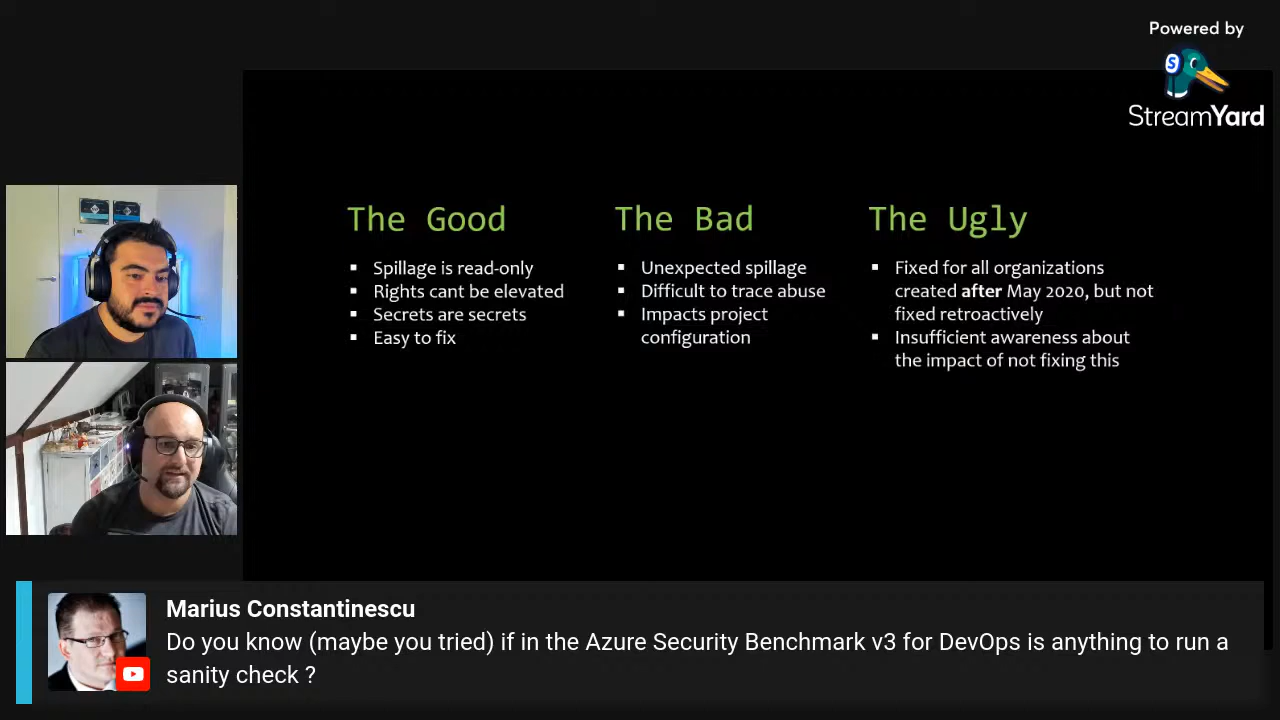 Powered by
S
StreamYard
The Good
▪ Spillage is read-only
▪ Rights cant be elevated
▪ Secrets are secrets
▪ Easy to fix
The Bad
▪ Unexpected spillage
▪ Difficult to trace abuse
▪ Impacts project
configuration
The Ugly
▪ Fixed for all organizations
created after May 2020, but not
fixed retroactively
▪ Insufficient awareness about
the impact of not fixing this
Marius Constantinescu
Do you know (maybe you tried) if in the Azure Security Benchmark v3 for DevOps is anything to run a
sanity check ?